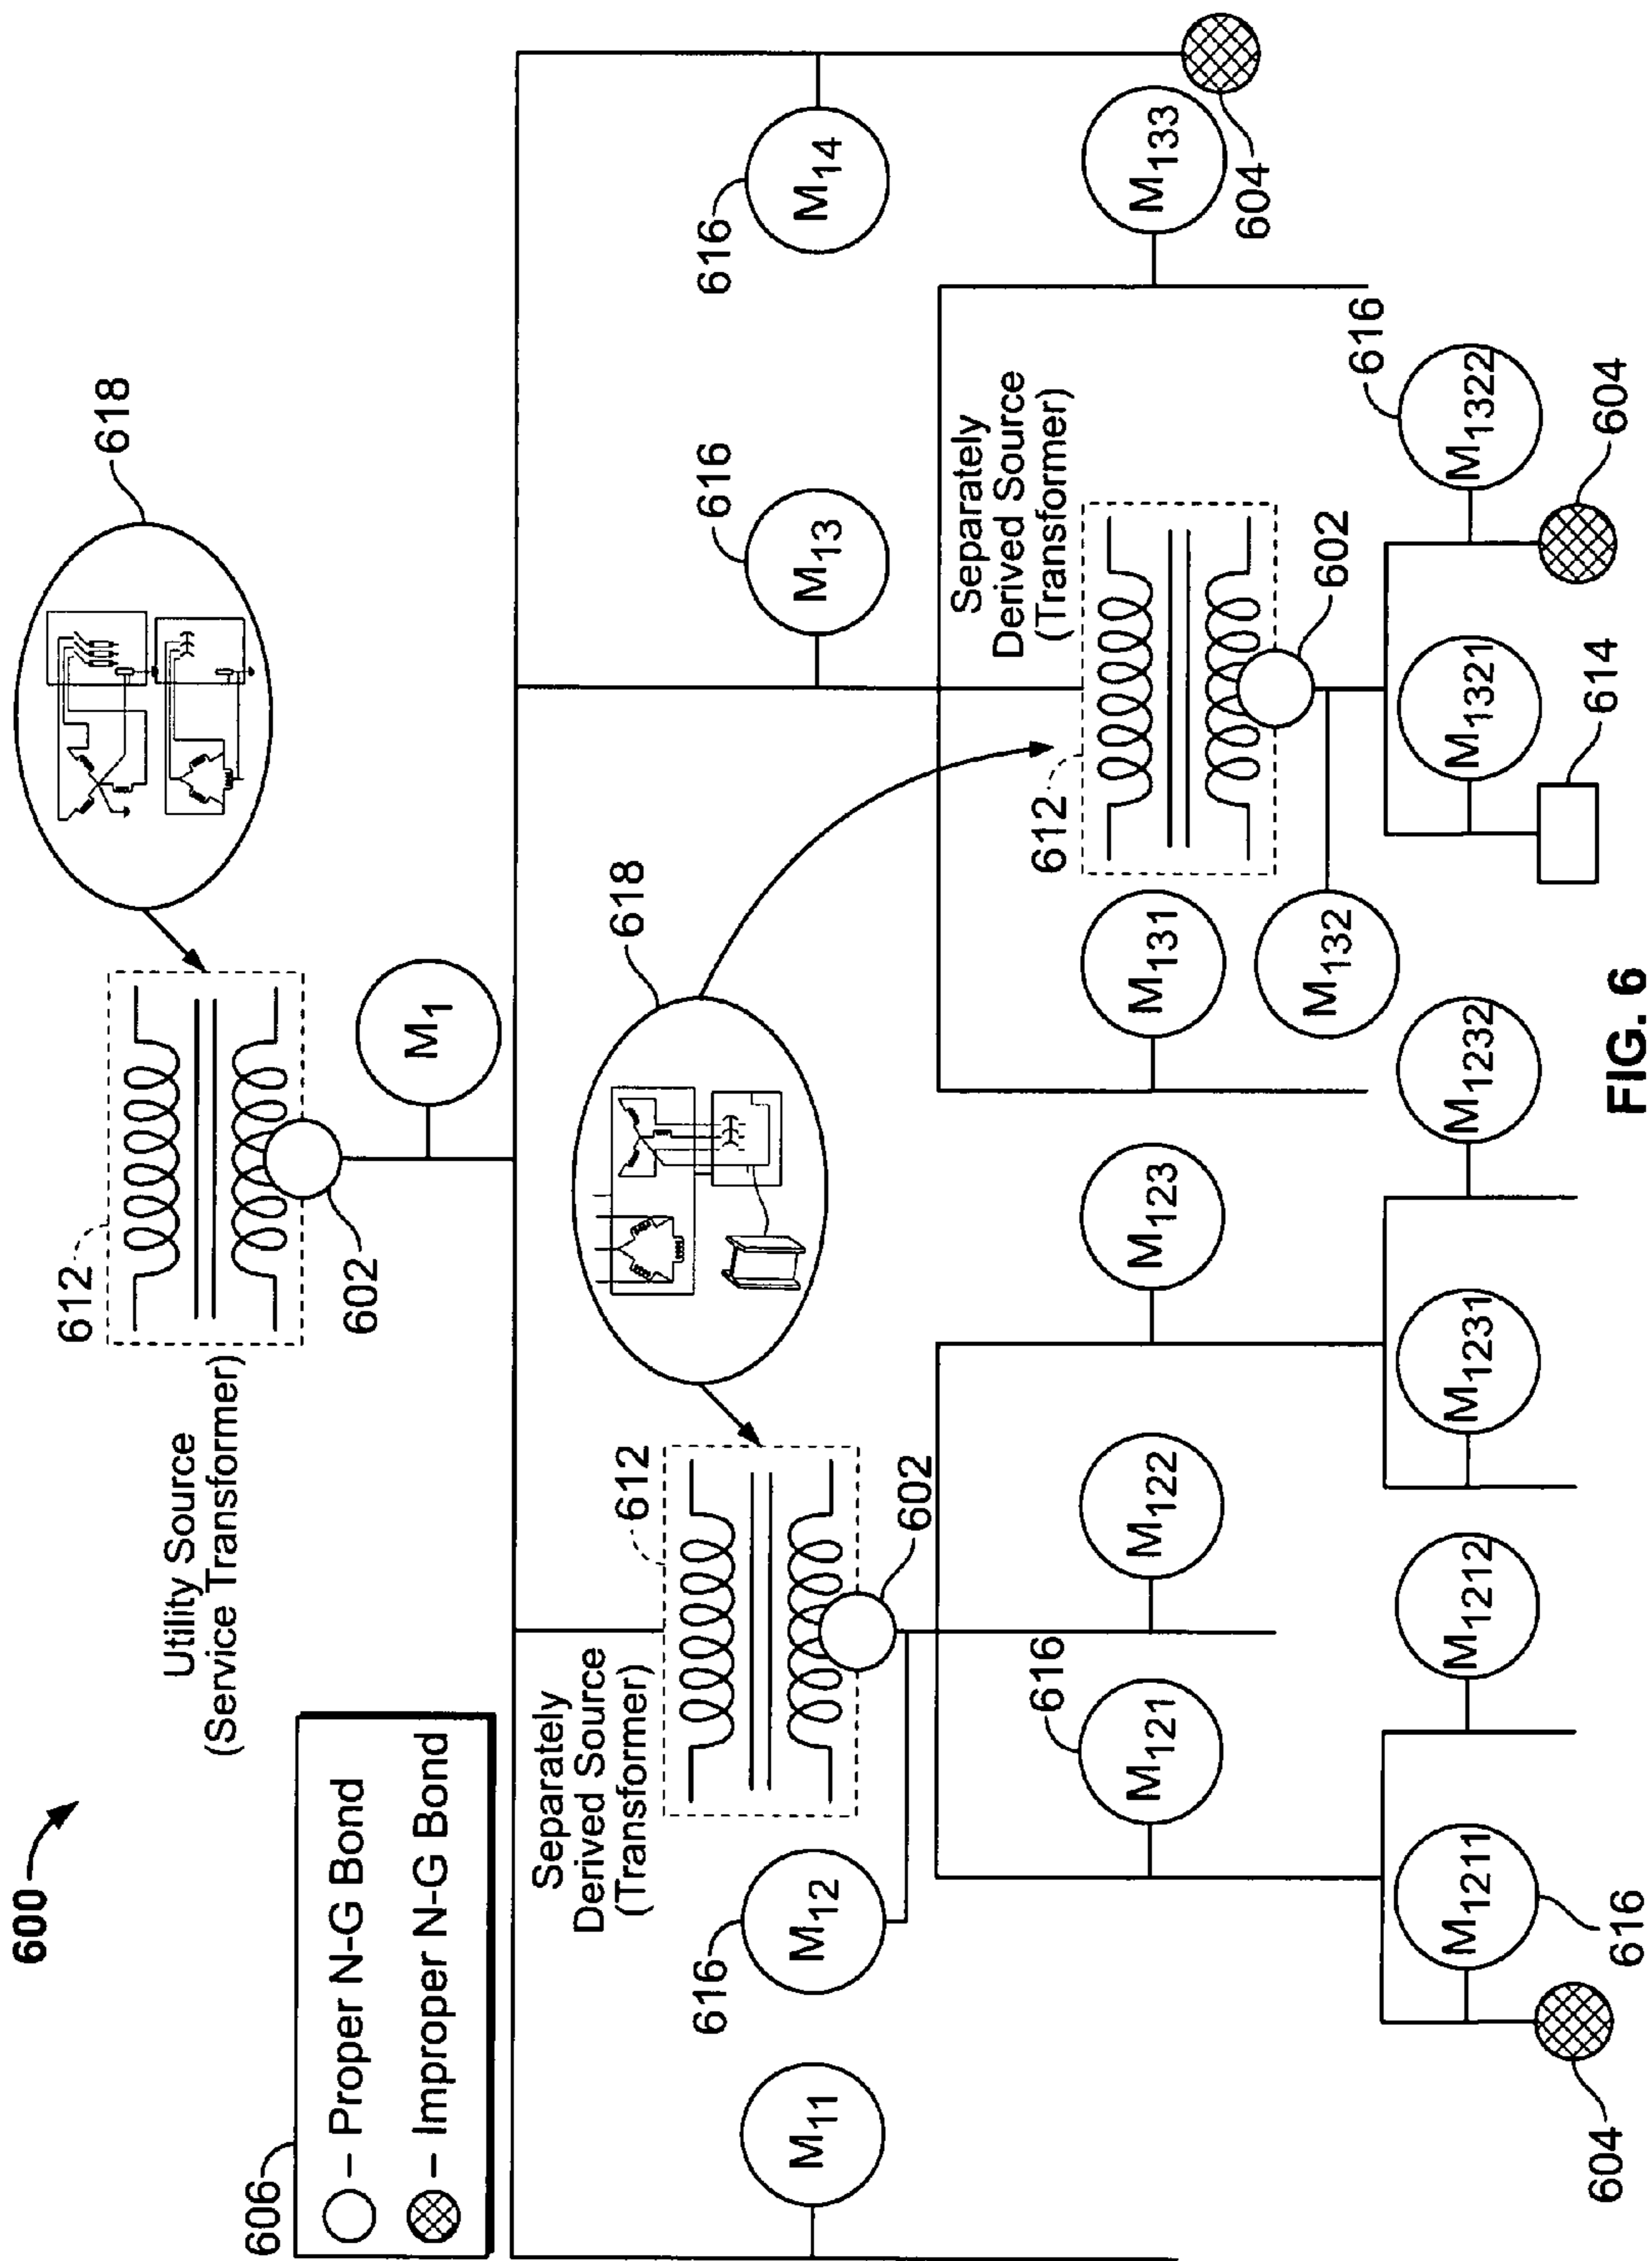 600
606
– Proper N-G Bond
– Improper N-G Bond
Utility Source
(Service Transformer)
612
602
618
M1
Separately
Derived Source
(Transformer)
612
602
618
M11
616
M12
616
M13
616
M14
604
616
M121
M122
M123
Separately
Derived Source
(Transformer)
612
602
M131
M132
M133
604
M1211
616
M1212
M1231
M1232
M1321
614
M1322
616
604
FIG. 6